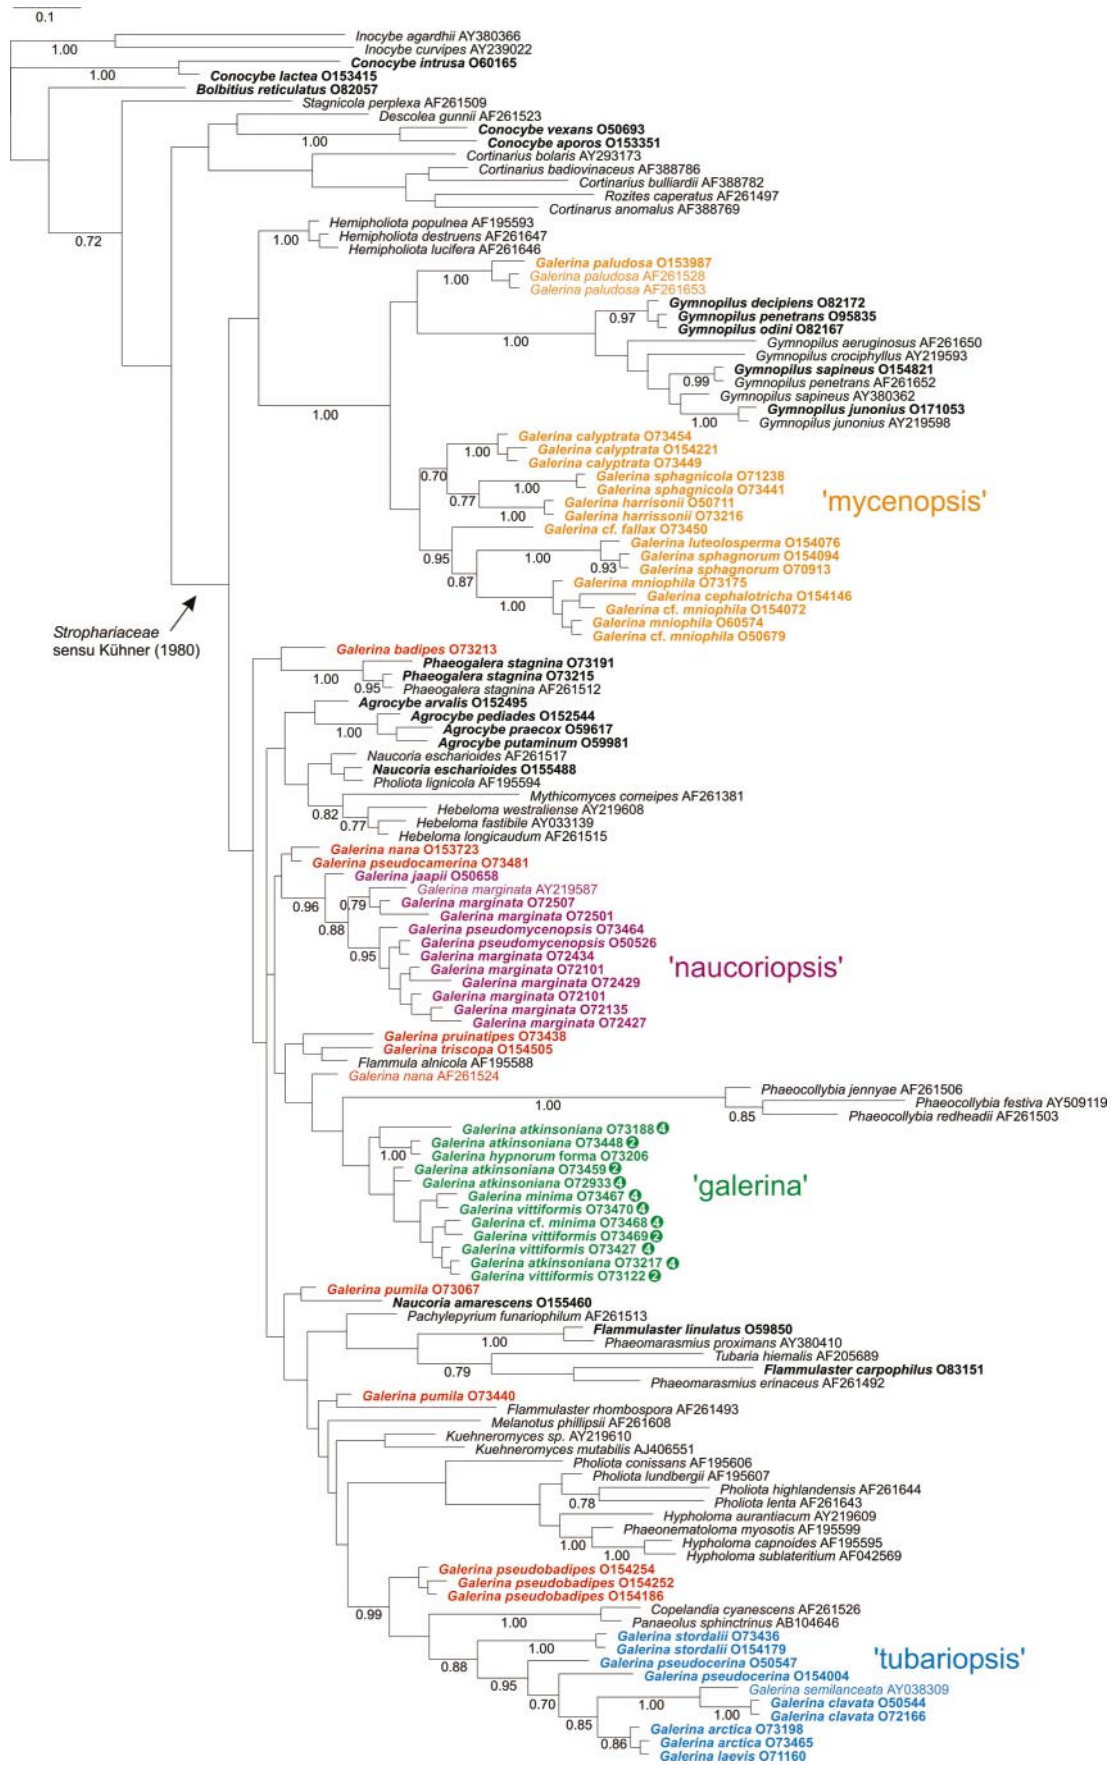 0.1
Inocybe agardhii AY380366
1.00
Inocybe curvipes AY239022
Conocybe intrusa O60165
1.00
Conocybe lactea O153415
Bolbitius reticulatus O82057
Stagnicola perplexa AF261509
Descolea gunnii AF261523
Conocybe vexans O50693
1.00
Conocybe aporos O153351
Cortinarius bolaris AY293173
Cortinarius badiovinaceus AF388786
Cortinarius bulliardii AF388782
Rozites caperatus AF261497
Cortinarus anomalus AF388769
Hemipholiota populnea AF195593
0.72
1.00
Hemipholiota destruens AF261647
Hemipholiota lucifera AF261646
Galerina paludosa O153987
1.00
Galerina paludosa AF261528
Galerina paludosa AF261653
Gymnopilus decipiens O82172
0.97
Gymnopilus penetrans O95835
Gymnopilus odini O82167
1.00
Gymnopilus aeruginosus AF261650
Gymnopilus crociphyllus AY219593
Gymnopilus sapineus O154821
0.99
Gymnopilus penetrans AF261652
Gymnopilus sapineus AY380362
1.00
Gymnopilus junonius O171053
1.00
Gymnopilus junonius AY219598
Galerina calyptrata O73454
1.00
Galerina calyptrata O154221
Galerina calyptrata O73449
0.70
Galerina sphagnicola O71238
1.00
Galerina sphagnicola O73441
0.77
Galerina harrisonii O50711
'mycenopsis'
1.00
Galerina harrissonii O73216
Galerina cf. fallax O73450
Galerina luteolosperma O154076
0.95
1.00
Galerina sphagnorum O154094
0.93
Galerina sphagnorum O70913
0.87
Galerina mniophila O73175
Galerina cephalotricha O154146
1.00
Galerina cf. mniophila O154072
Galerina mniophila O60574
Galerina cf. mniophila O50679
Strophariaceae
sensu Kühner (1980)
Galerina badipes O73213
Phaeogalera stagnina O73191
1.00
Phaeogalera stagnina O73215
0.95
Phaeogalera stagnina AF261512
Agrocybe arvalis O152495
Agrocybe pediades O152544
1.00
Agrocybe praecox O59617
Agrocybe putaminum O59981
Naucoria escharioides AF261517
Naucoria escharioides O155488
Pholiota lignicola AF195594
Mythicomyces corneipes AF261381
0.82
Hebeloma westraliense AY219608
0.77
Hebeloma fastibile AY033139
Hebeloma longicaudum AF261515
Galerina nana O153723
Galerina pseudocamerina O73481
Galerina jaapii O50658
Galerina marginata AY219587
0.96
0.79
Galerina marginata O72507
Galerina marginata O72501
0.88
Galerina pseudomycenopsis O73464
Galerina pseudomycenopsis O50526
0.95
Galerina marginata O72434
Galerina marginata O72101
'naucoriopsis'
Galerina marginata O72429
Galerina marginata O72101
Galerina marginata O72135
Galerina marginata O72427
Galerina pruinatipes O73438
Galerina triscopa O154505
Flammula alnicola AF195588
Galerina nana AF261524
Phaeocollybia jennyae AF261506
1.00
Phaeocollybia festiva AY509119
0.85
Phaeocollybia redheadii AF261503
Galerina atkinsoniana O73188 4
Galerina atkinsoniana O73448 2
1.00
Galerina hypnorum forma O73206
Galerina atkinsoniana O73459 2
Galerina atkinsoniana O72933 4
'galerina'
Galerina minima O73467 4
Galerina vittiformis O73470 4
Galerina cf. minima O73468 4
Galerina vittiformis O73469 2
Galerina vittiformis O73427 4
Galerina atkinsoniana O73217 4
Galerina vittiformis O73122 2
Galerina pumila O73067
Naucoria amarescens O155460
Pachylepyrium funariophilum AF261513
Flammulaster linulatus O59850
1.00
Phaeomarasmius proximans AY380410
Tubaria hiemalis AF205689
0.79
Flammulaster carpophilus O83151
Phaeomarasmius erinaceus AF261492
Galerina pumila O73440
Flammulaster rhombospora AF261493
Melanotus phillipsii AF261608
Kuehneromyces sp. AY219610
Kuehneromyces mutabilis AJ406551
Pholiota conissans AF195606
Pholiota lundbergii AF195607
Pholiota highlandensis AF261644
0.78
Pholiota lenta AF261643
Hypholoma aurantiacum AY219609
Phaeonematoloma myosotis AF195599
1.00
Hypholoma capnoides AF195595
1.00
Hypholoma sublateritium AF042569
Galerina pseudobadipes O154254
Galerina pseudobadipes O154252
Galerina pseudobadipes O154186
0.99
Copelandia cyanescens AF261526
1.00
Panaeolus sphinctrinus AB104646
Galerina stordalii O73436
1.00
Galerina stordalii O154179
'tubariopsis'
0.88
Galerina pseudocerina O50547
Galerina pseudocerina O154004
0.95
Galerina semilanceata AY038309
0.70
1.00
Galerina clavata O50544
1.00
Galerina clavata O72166
0.85
Galerina arctica O73198
0.86
Galerina arctica O73465
Galerina laevis O71160